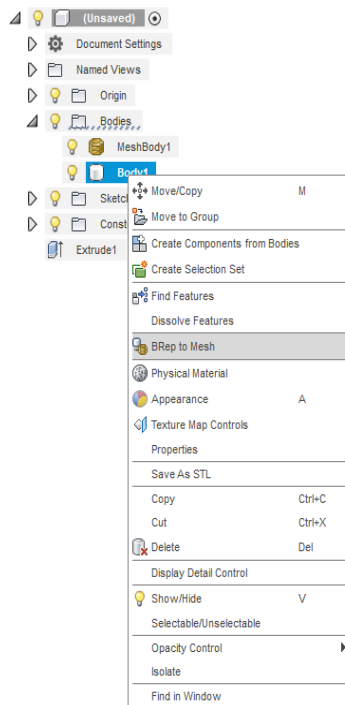 (Unsaved)
Document Settings
Named Views
Origin
Bodies
MeshBody1
Body1
Move/Copy M
Move to Group
Create Components from Bodies
Create Selection Set
Extrude1
Find Features
Dissolve Features
BRep to Mesh
Physical Material
Appearance A
Texture Map Controls
Properties
Save As STL
Copy Ctrl+C
Cut Ctrl+X
Delete Del
Display Detail Control
Show/Hide V
Selectable/Unselectable
Opacity Control
Isolate
Find in Window